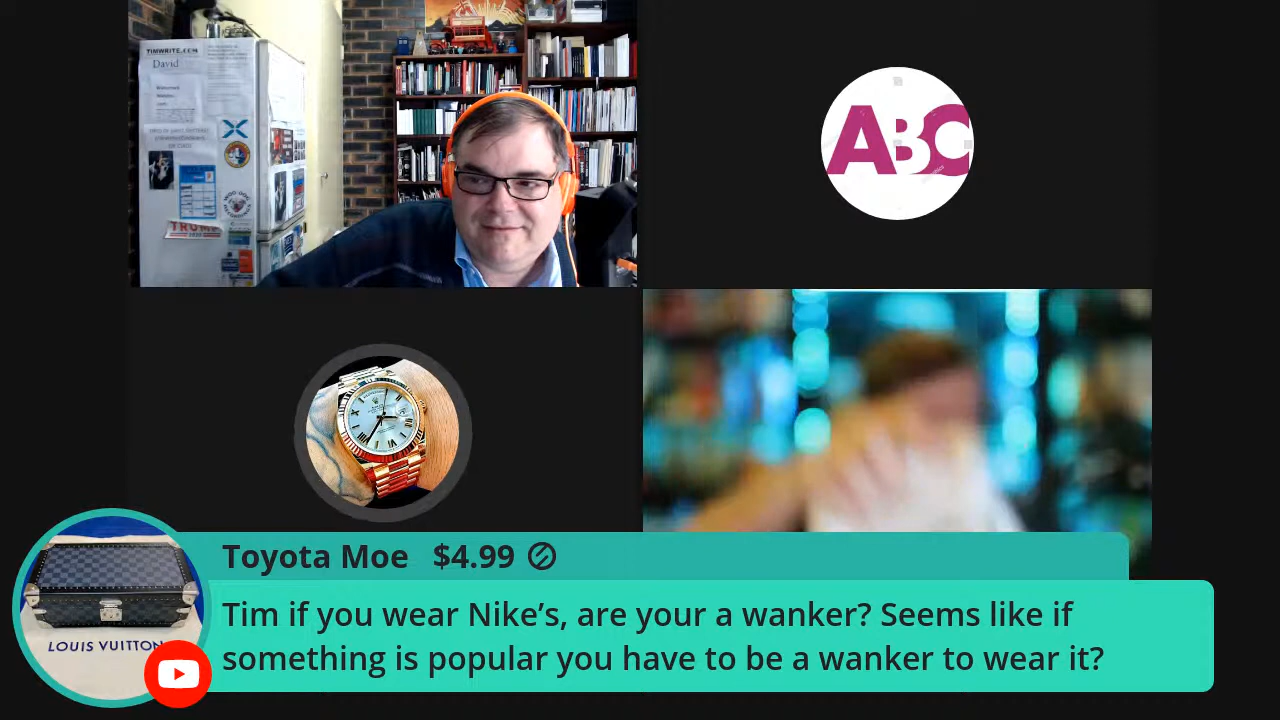 TIMWRITE.COM
David
TRUMP
ABC
LOUIS VUITTON
Toyota Moe $4.99
Tim if you wear Nike’s, are your a wanker? Seems like if
something is popular you have to be a wanker to wear it?